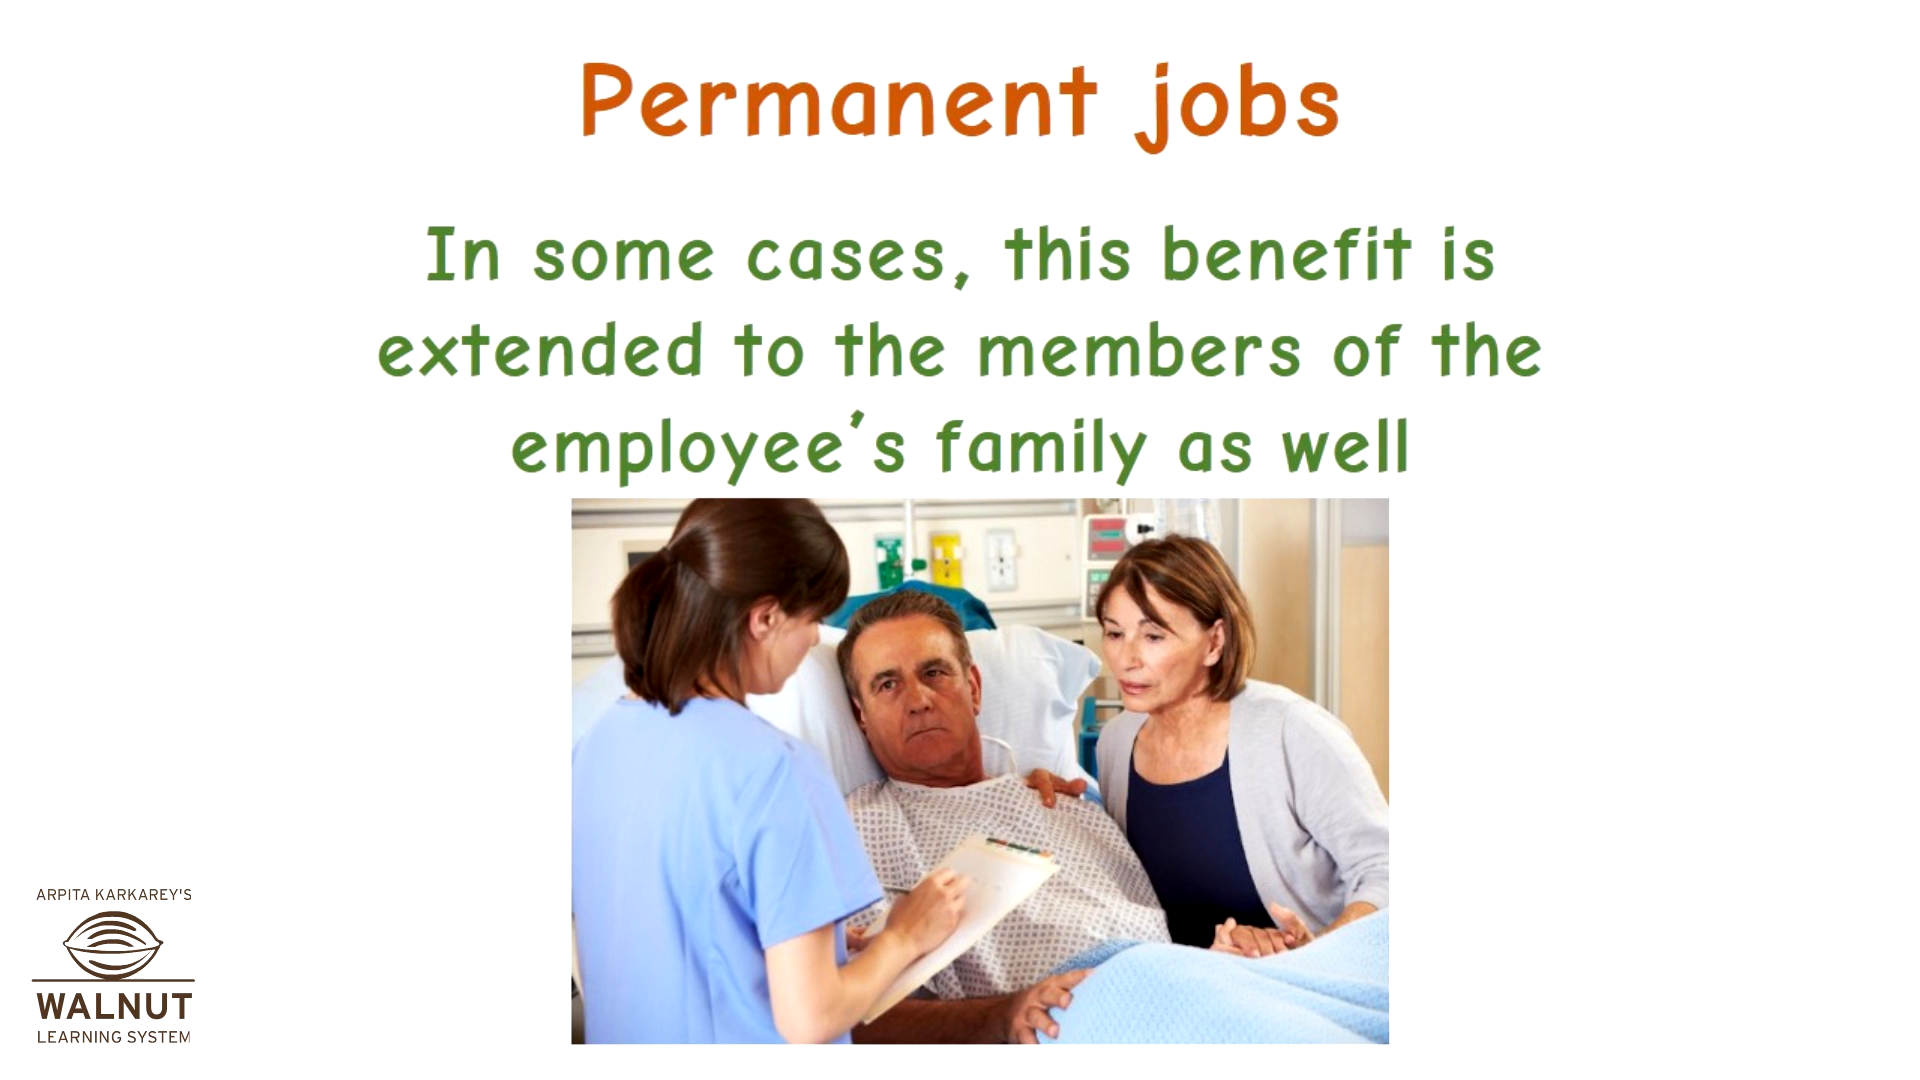 Permanent jobs
In some cases, this benefit is
extended to the members of the
employee's family as well
ARPITA KARKAREY'S
WALNUT
LEARNING SYSTEM